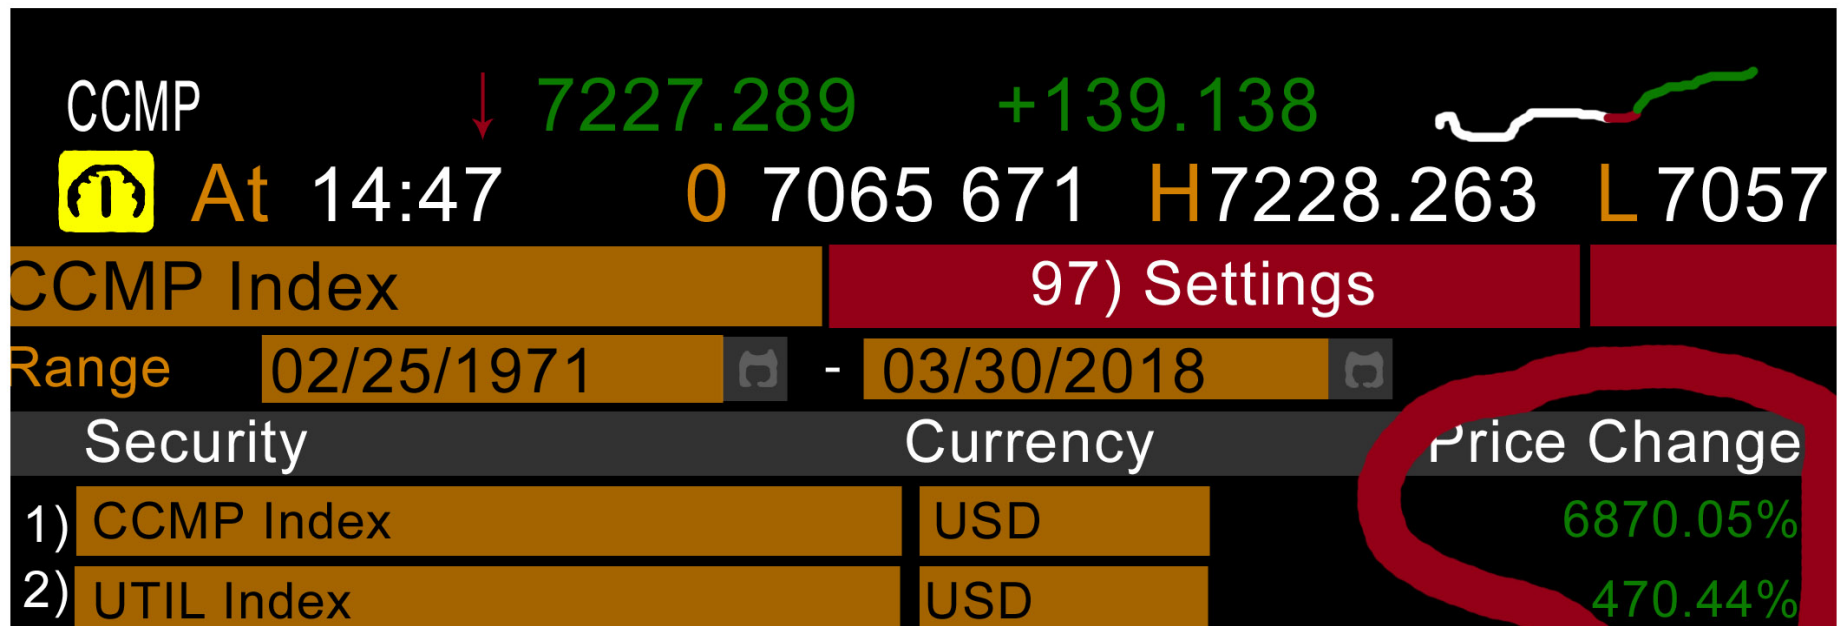 CCMP ↓ 7227.289 +139.138
At 14:47 0 7065 671 H 7228.263 L 7057
CCMP Index 97) Settings
Range 02/25/1971 - 03/30/2018
Security Currency Price Change
1) CCMP Index USD 6870.05%
2) UTIL Index USD 470.44%